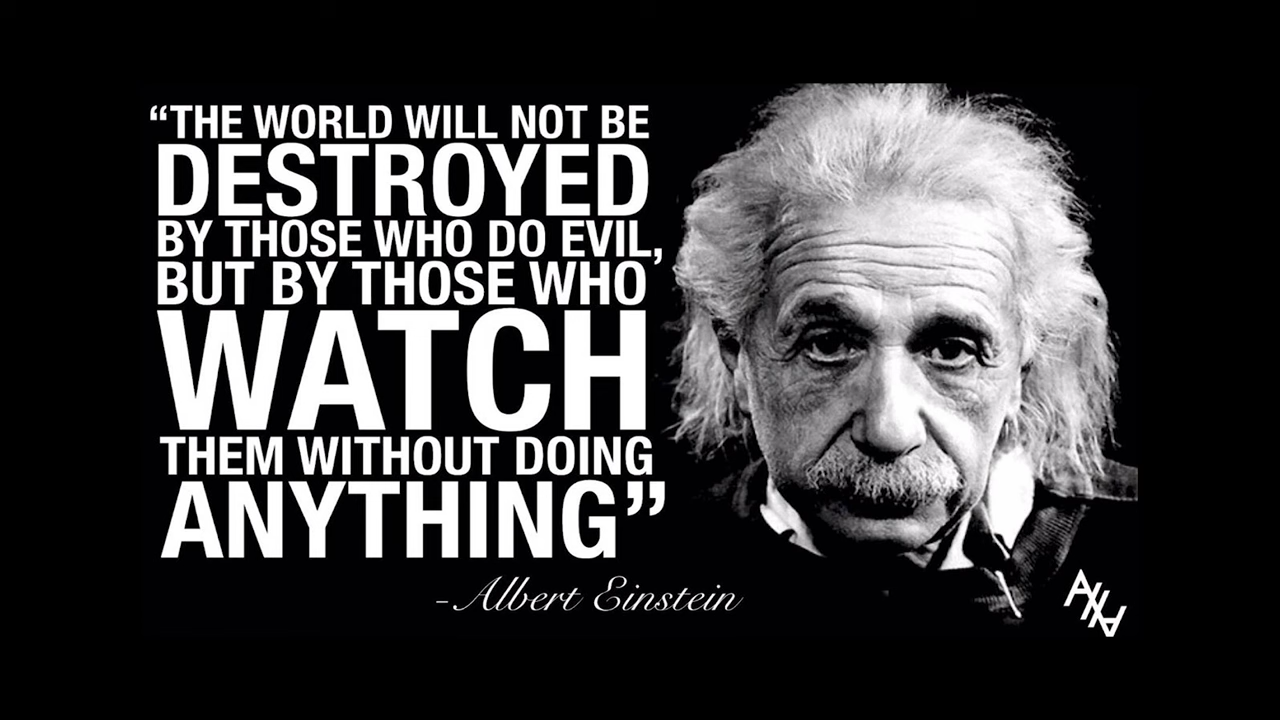 “THE WORLD WILL NOT BE
DESTROYED
BY THOSE WHO DO EVIL,
BUT BY THOSE WHO
WATCH
THEM WITHOUT DOING
ANYTHING”
-Albert Einstein